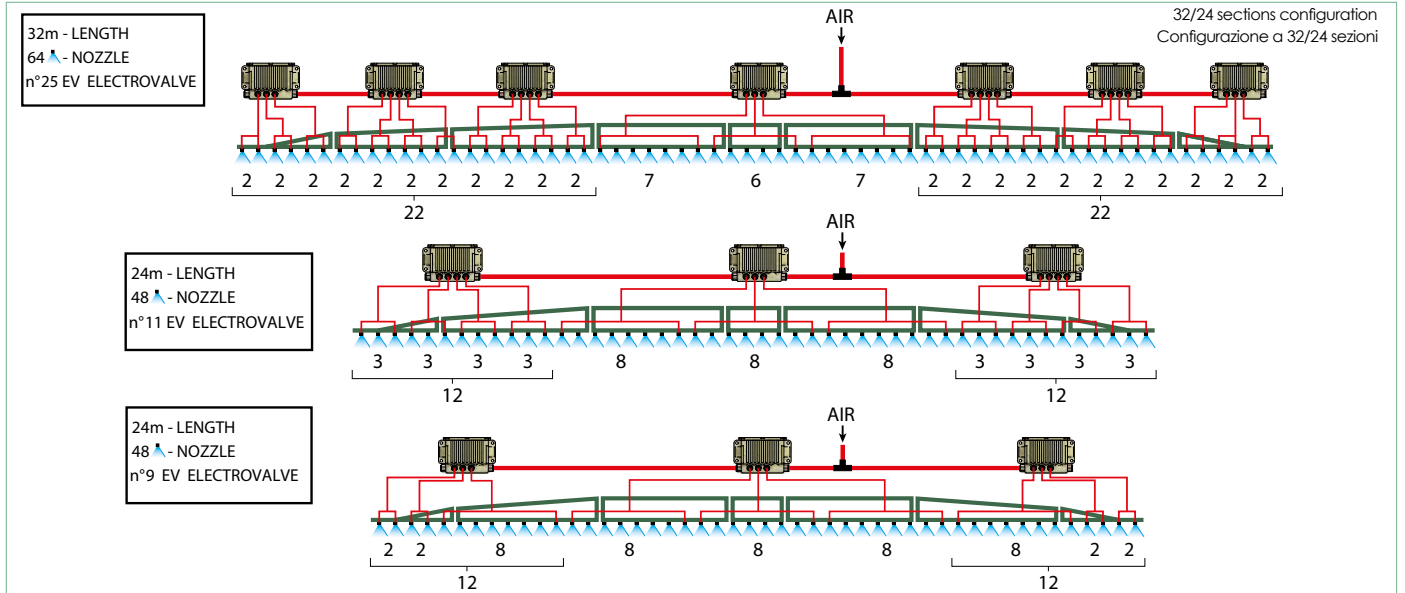 32/24 sections configuration
Configurazione a 32/24 sezioni
32m - LENGTH
64 - NOZZLE
n°25 EV ELECTROVALVE
AIR
2 2 2 2 2 2 2 2 2 2 2 7 6 7 2 2 2 2 2 2 2 2 2 2 2
22 22
24m - LENGTH
48 - NOZZLE
n°11 EV ELECTROVALVE
AIR
3 3 3 3 8 8 8 3 3 3 3
12 12
24m - LENGTH
48 - NOZZLE
n°9 EV ELECTROVALVE
AIR
2 2 8 8 8 8 8 2 2
12 12